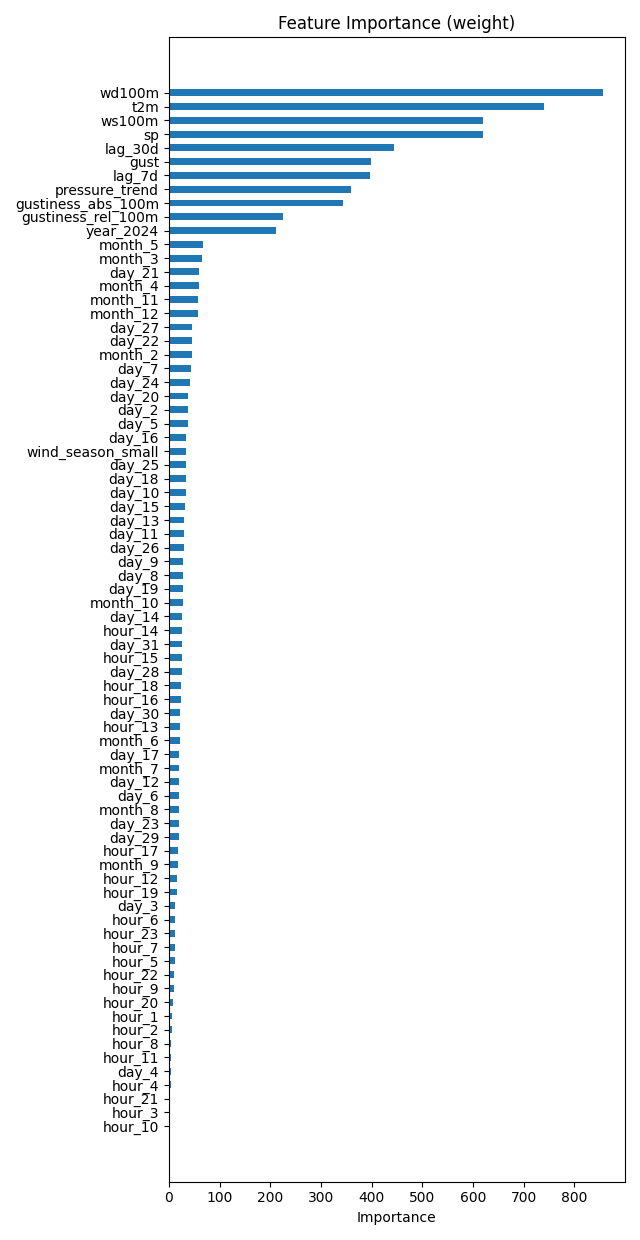 Feature Importance (weight)
wd100m
t2m
ws100m
sp
lag_30d
gust
lag_7d
pressure_trend
gustiness_abs_100m
gustiness_rel_100m
year_2024
month_5
month_3
day_21
month_4
month_11
month_12
day_27
day_22
month_2
day_7
day_24
day_20
day_2
day_5
day_16
wind_season_small
day_25
day_18
day_10
day_15
day_13
day_11
day_26
day_9
day_8
day_19
month_10
day_14
hour_14
day_31
hour_15
day_28
hour_18
hour_16
day_30
hour_13
month_6
day_17
month_7
day_12
day_6
month_8
day_23
day_29
hour_17
month_9
hour_12
hour_19
day_3
hour_6
hour_23
hour_7
hour_5
hour_22
hour_9
hour_20
hour_1
hour_2
hour_8
hour_11
day_4
hour_4
hour_21
hour_3
hour_10
0 100 200 300 400 500 600 700 800
Importance